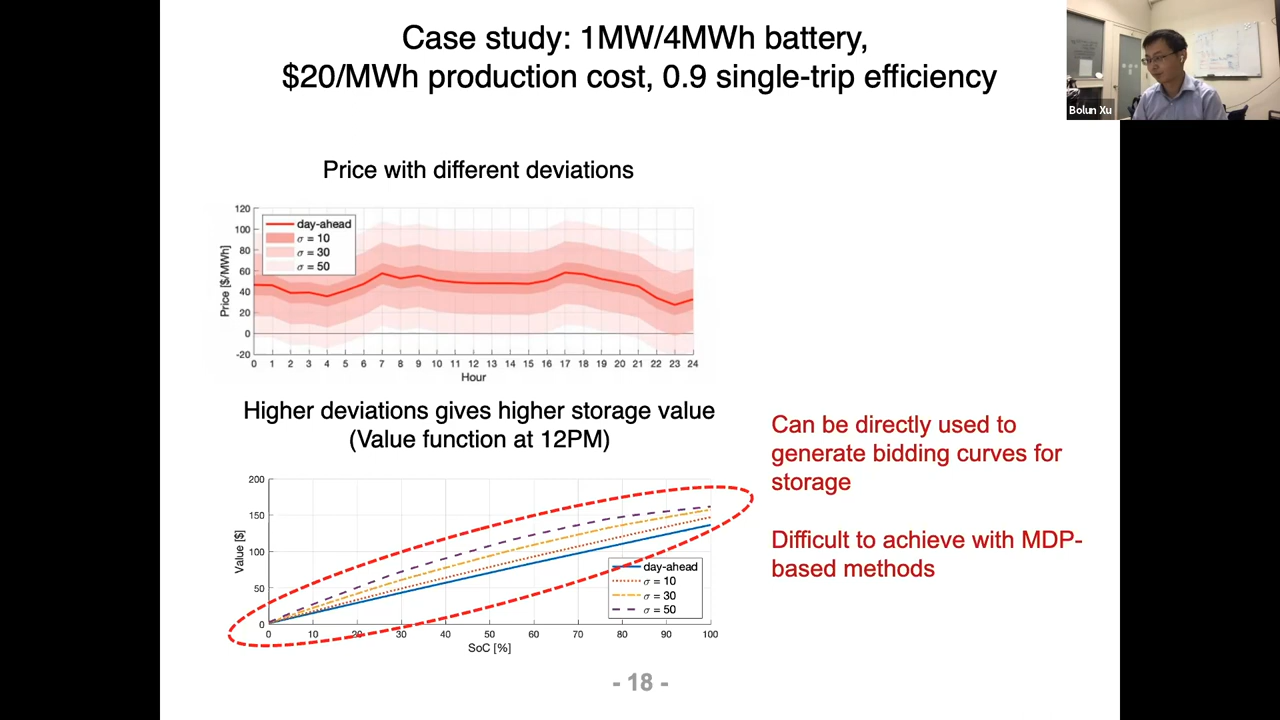 Case study: 1MW/4MWh battery,
$20/MWh production cost, 0.9 single-trip efficiency
Bolun Xu
Price with different deviations
120
100
80
60
40
20
0
-20
Price [$/MWh]
day-ahead
σ = 10
σ = 30
σ = 50
0 1 2 3 4 5 6 7 8 9 10 11 12 13 14 15 16 17 18 19 20 21 22 23 24
Hour
Higher deviations gives higher storage value
(Value function at 12PM)
200
150
100
50
0
Value [$]
day-ahead
σ = 10
σ = 30
σ = 50
0 10 20 30 40 50 60 70 80 90 100
SoC [%]
Can be directly used to
generate bidding curves for
storage
Difficult to achieve with MDP-
based methods
- 18 -